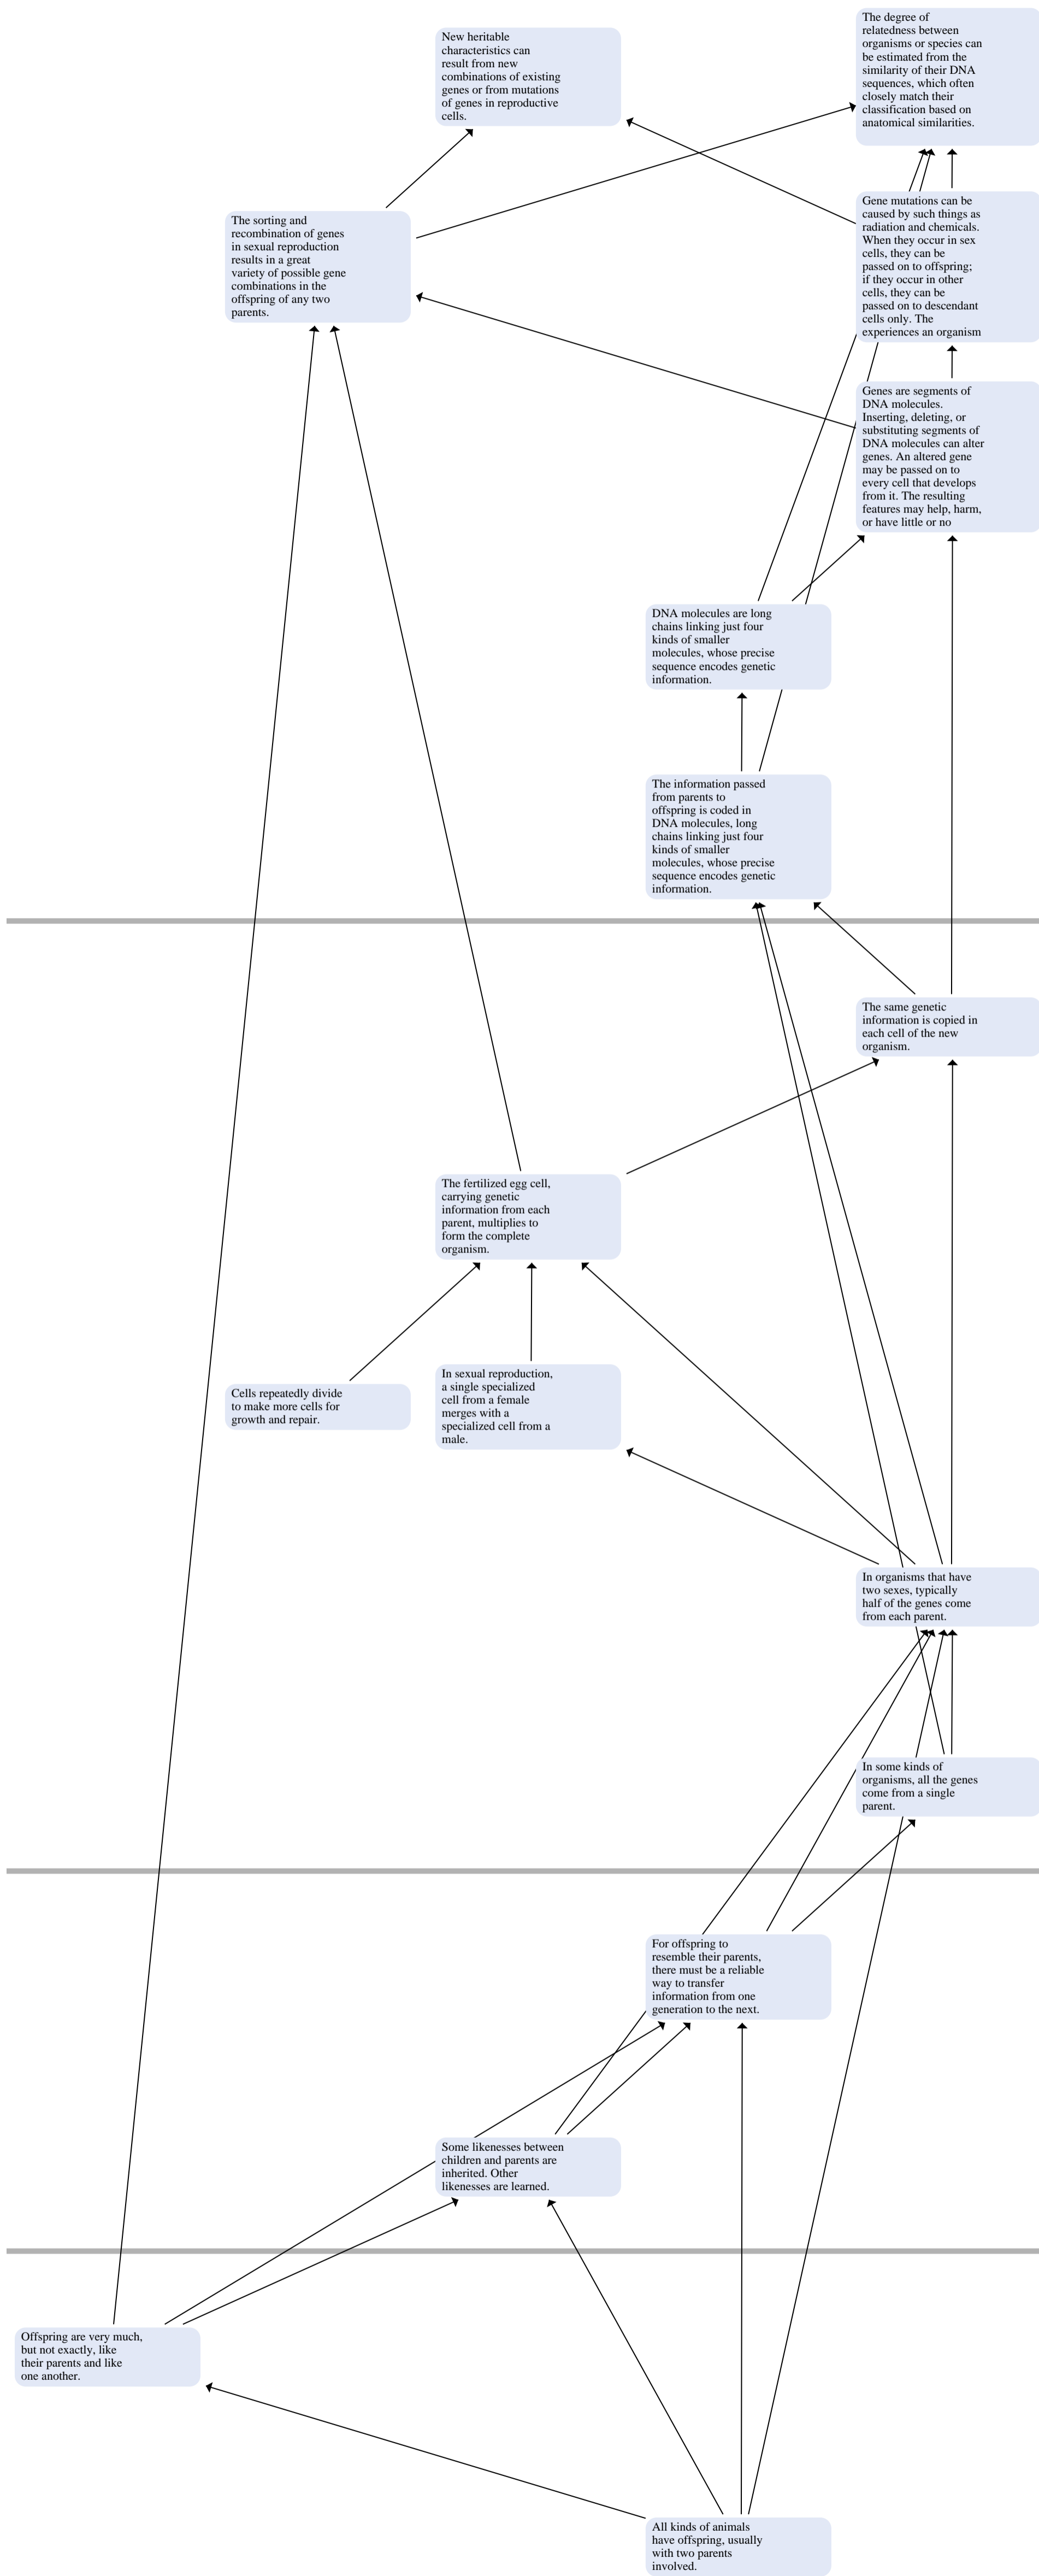 New heritable
characteristics can
result from new
combinations of existing
genes or from mutations
of genes in reproductive
cells.
The degree of
relatedness between
organisms or species can
be estimated from the
similarity of their DNA
sequences, which often
closely match their
classification based on
anatomical similarities.
The sorting and
recombination of genes
in sexual reproduction
results in a great
variety of possible gene
combinations in the
offspring of any two
parents.
Gene mutations can be
caused by such things as
radiation and chemicals.
When they occur in sex
cells, they can be
passed on to offspring;
if they occur in other
cells, they can be
passed on to descendant
cells only. The
experiences an organism
Genes are segments of
DNA molecules.
Inserting, deleting, or
substituting segments of
DNA molecules can alter
genes. An altered gene
may be passed on to
every cell that develops
from it. The resulting
features may help, harm,
or have little or no
DNA molecules are long
chains linking just four
kinds of smaller
molecules, whose precise
sequence encodes genetic
information.
The information passed
from parents to
offspring is coded in
DNA molecules, long
chains linking just four
kinds of smaller
molecules, whose precise
sequence encodes genetic
information.
The same genetic
information is copied in
each cell of the new
organism.
The fertilized egg cell,
carrying genetic
information from each
parent, multiplies to
form the complete
organism.
Cells repeatedly divide
to make more cells for
growth and repair.
In sexual reproduction,
a single specialized
cell from a female
merges with a
specialized cell from a
male.
In organisms that have
two sexes, typically
half of the genes come
from each parent.
In some kinds of
organisms, all the genes
come from a single
parent.
For offspring to
resemble their parents,
there must be a reliable
way to transfer
information from one
generation to the next.
Some likenesses between
children and parents are
inherited. Other
likenesses are learned.
Offspring are very much,
but not exactly, like
their parents and like
one another.
All kinds of animals
have offspring, usually
with two parents
involved.